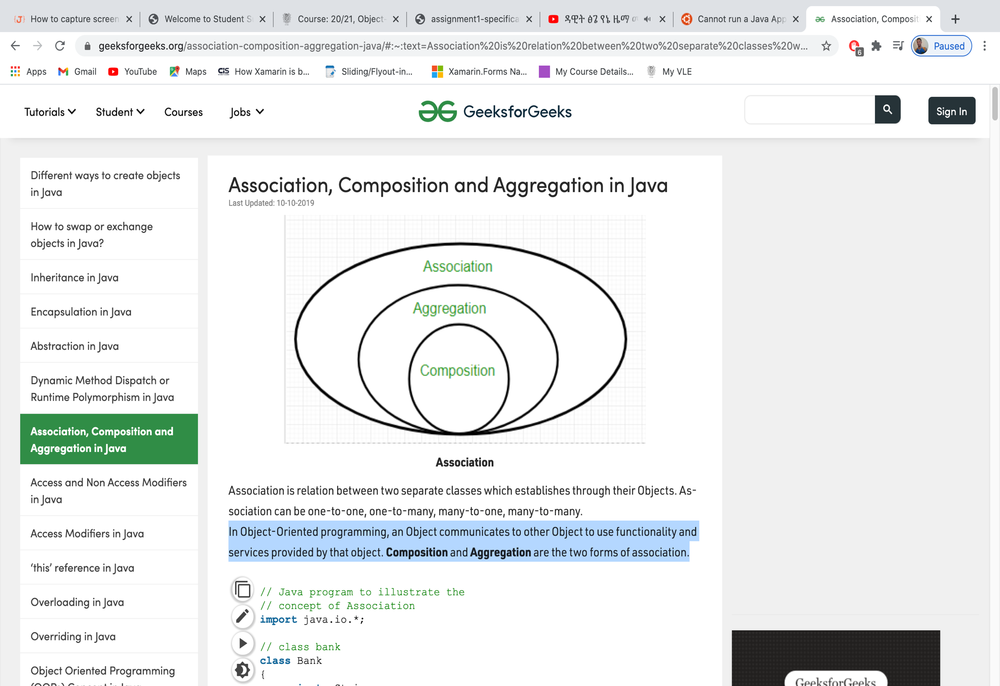 How to capture screen
Welcome to Student S
Course: 20/21, Object-
assignment1-specifica
ዳዊት ፅጌ የኔ ዜማ
Cannot run a Java App
Association, Composit
geeksforgeeks.org/association-composition-aggregation-java/#:~:text=Association%20is%20relation%20between%20two%20separate%20classes%20w...
6
Paused
Apps
Gmail
YouTube
Maps
CiS
How Xamarin is b...
Sliding/Flyout-in...
Xamarin.Forms Na...
My Course Details...
My VLE
Tutorials
Student
Courses
Jobs
GeeksforGeeks
Sign In
Different ways to create objects
in Java
How to swap or exchange
objects in Java?
Inheritance in Java
Encapsulation in Java
Abstraction in Java
Dynamic Method Dispatch or
Runtime Polymorphism in Java
Association, Composition and
Aggregation in Java
Access and Non Access Modifiers
in Java
Access Modifiers in Java
‘this’ reference in Java
Overloading in Java
Overriding in Java
Object Oriented Programming
(OOPs) Concept in Java
Association, Composition and Aggregation in Java
Last Updated: 10-10-2019
Association
Aggregation
Composition
Association
Association is relation between two separate classes which establishes through their Objects. As-
sociation can be one-to-one, one-to-many, many-to-one, many-to-many.
In Object-Oriented programming, an Object communicates to other Object to use functionality and
services provided by that object. Composition and Aggregation are the two forms of association.
// Java program to illustrate the
// concept of Association
import java.io.*;
// class bank
class Bank
{
GeeksforGeeks